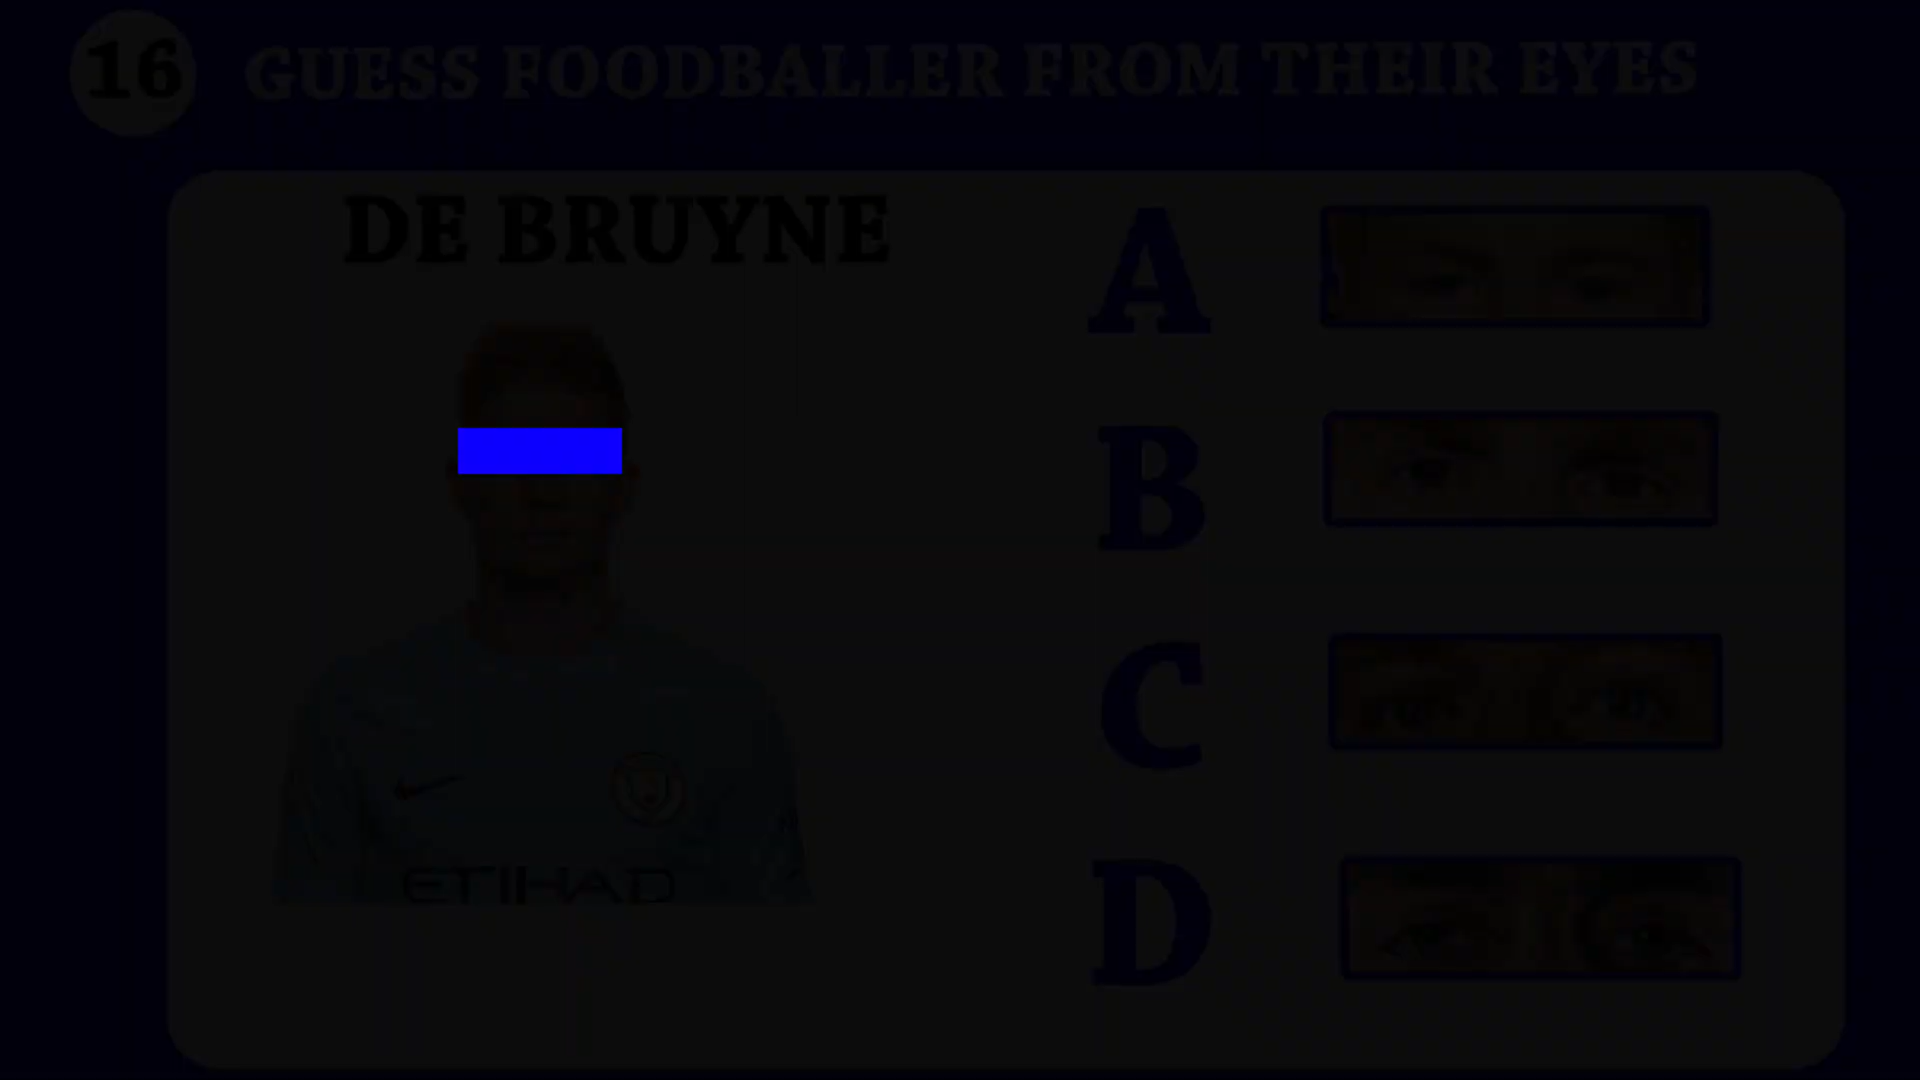 16
GUESS FOODBALLER FROM THEIR EYES
DE BRUYNE
A
B
C
D
ETIHAD